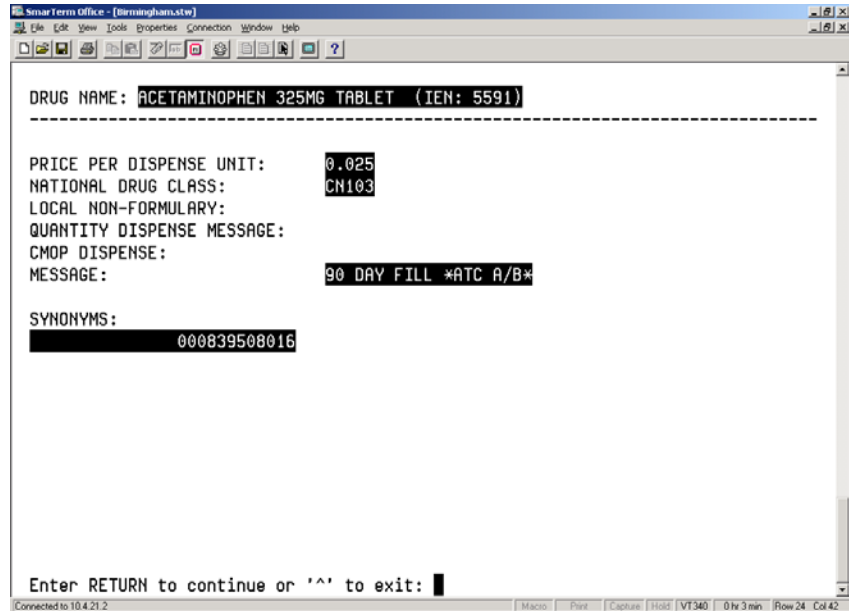 SmarTerm Office - [Birmingham.stw]
File Edit View Tools Properties Connection Window Help
DRUG NAME: ACETAMINOPHEN 325MG TABLET (IEN: 5591)
--------------------------------------------------------------------------------
PRICE PER DISPENSE UNIT: 0.025
NATIONAL DRUG CLASS: CN103
LOCAL NON-FORMULARY:
QUANTITY DISPENSE MESSAGE:
CMOP DISPENSE:
MESSAGE: 90 DAY FILL *ATC A/B*
SYNONYMS:
000839508016
Enter RETURN to continue or '^' to exit:
Connected to 10.4.21.2 Macro Print Capture Hold VT340 0 hr 3 min Row 24 Col 42